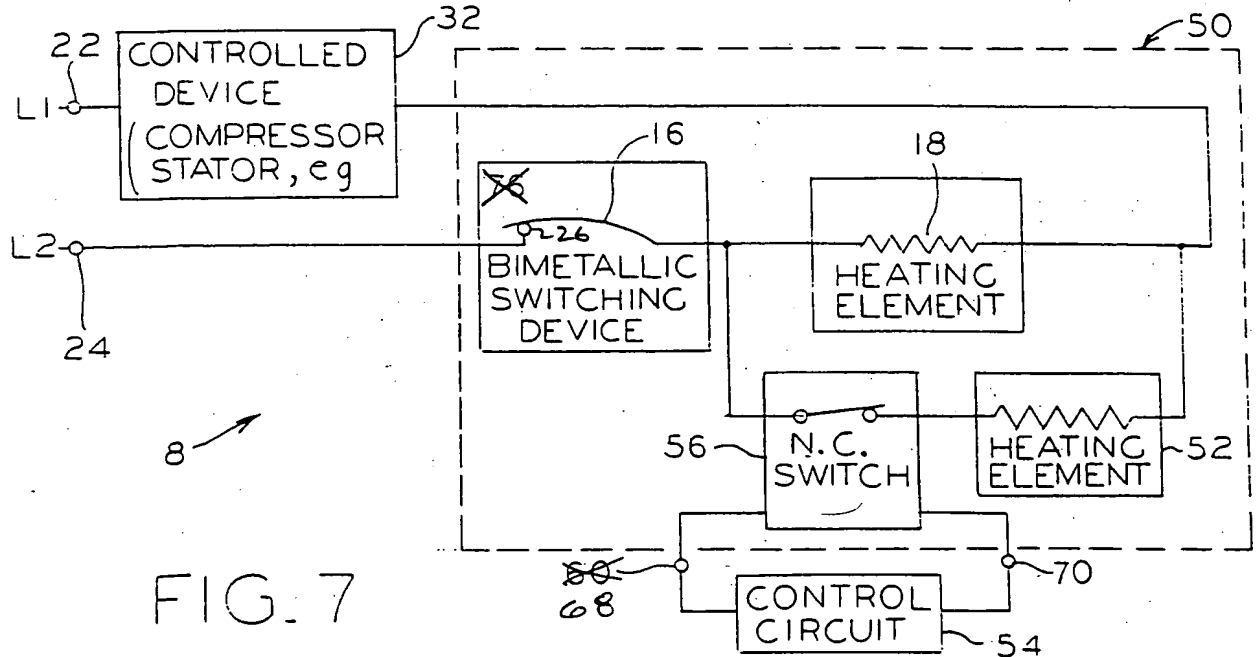 50
32
22
CONTROLLED
DEVICE
(COMPRESSOR
STATOR, eg
L1
16
18
26
L2
BIMETALLIC
SWITCHING
DEVICE
HEATING
ELEMENT
24
8
56
N.C.
SWITCH
HEATING
ELEMENT
52
68
70
CONTROL
CIRCUIT
54
FIG. 7